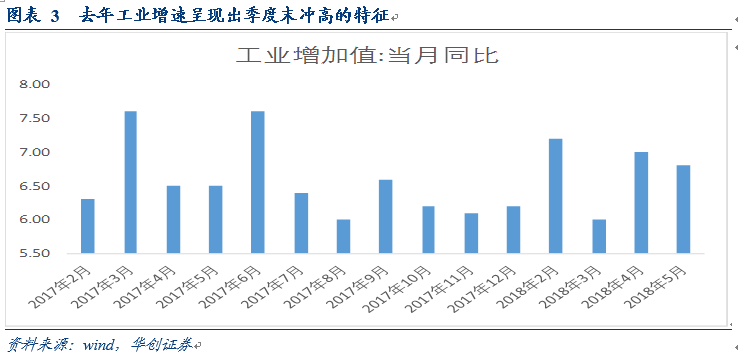 图表 3 去年工业增速呈现出季度末冲高的特征
工业增加值:当月同比
8.00
7.50
7.00
6.50
6.00
5.50
2017年2月
2017年3月
2017年4月
2017年5月
2017年6月
2017年7月
2017年8月
2017年9月
2017年10月
2017年11月
2017年12月
2018年2月
2018年3月
2018年4月
2018年5月
资料来源：wind，华创证券